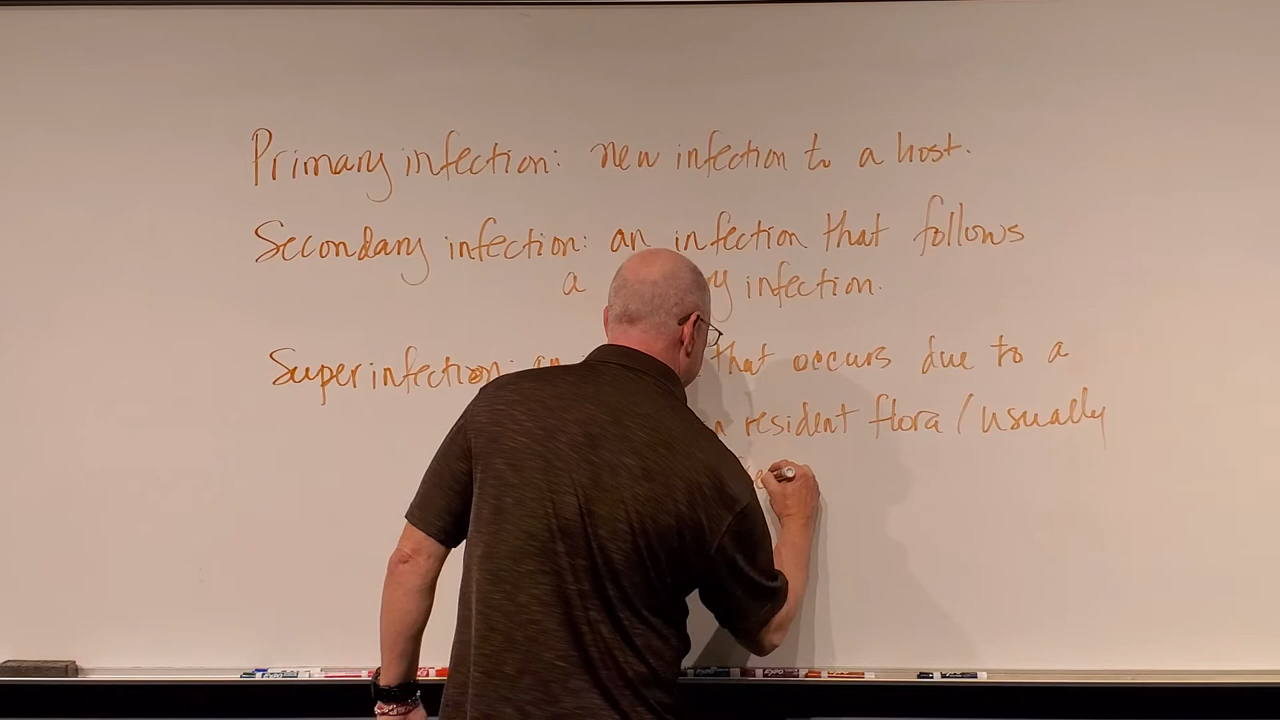 Primary infection: new infection to a host.
Secondary infection: an infection that follows
a infection.
Superinfection: an that occurs due to a
resident flora / usually